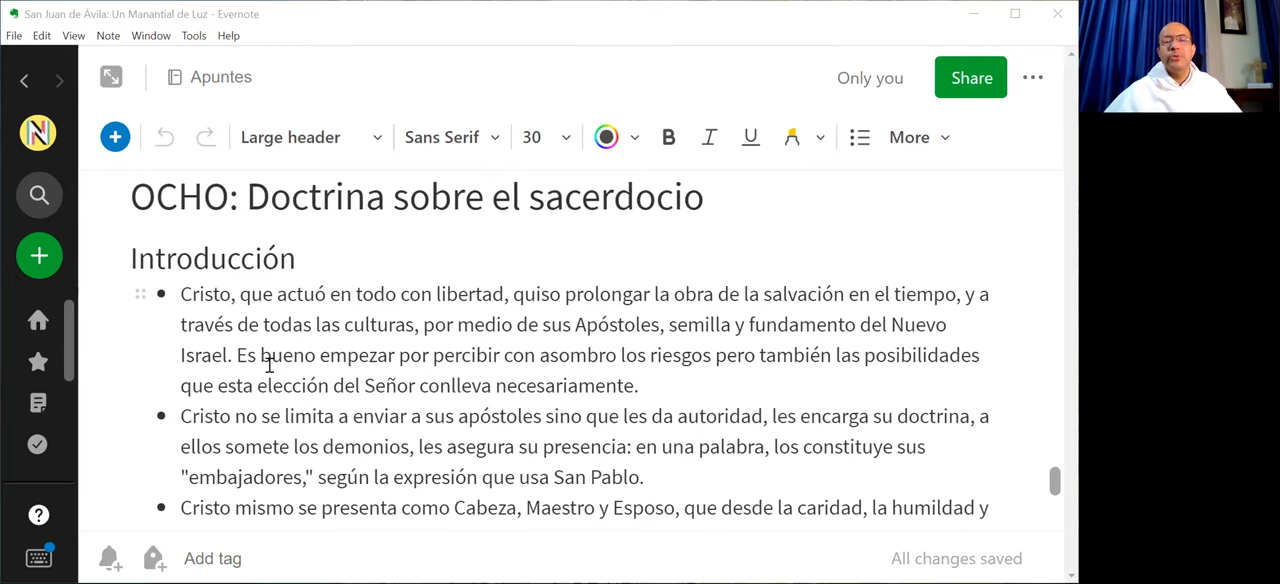 San Juan de Ávila: Un Manantial de Luz - Evernote
File Edit View Note Window Tools Help
Apuntes
Only you
Share
Large header
Sans Serif
30
B I U
More
OCHO: Doctrina sobre el sacerdocio
Introducción
Cristo, que actuó en todo con libertad, quiso prolongar la obra de la salvación en el tiempo, y a
través de todas las culturas, por medio de sus Apóstoles, semilla y fundamento del Nuevo
Israel. Es bueno empezar por percibir con asombro los riesgos pero también las posibilidades
que esta elección del Señor conlleva necesariamente.
Cristo no se limita a enviar a sus apóstoles sino que les da autoridad, les encarga su doctrina, a
ellos somete los demonios, les asegura su presencia: en una palabra, los constituye sus
"embajadores," según la expresión que usa San Pablo.
Cristo mismo se presenta como Cabeza, Maestro y Esposo, que desde la caridad, la humildad y
Add tag
All changes saved